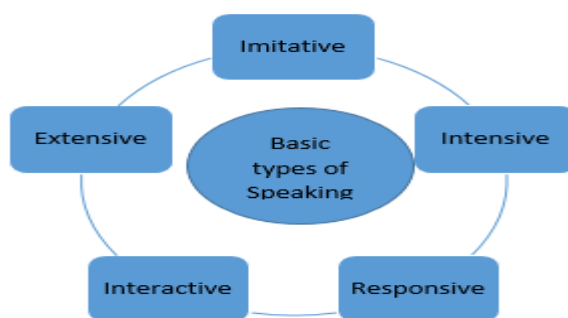 Imitative
Extensive
Basic
types of
Speaking
Intensive
Interactive
Responsive